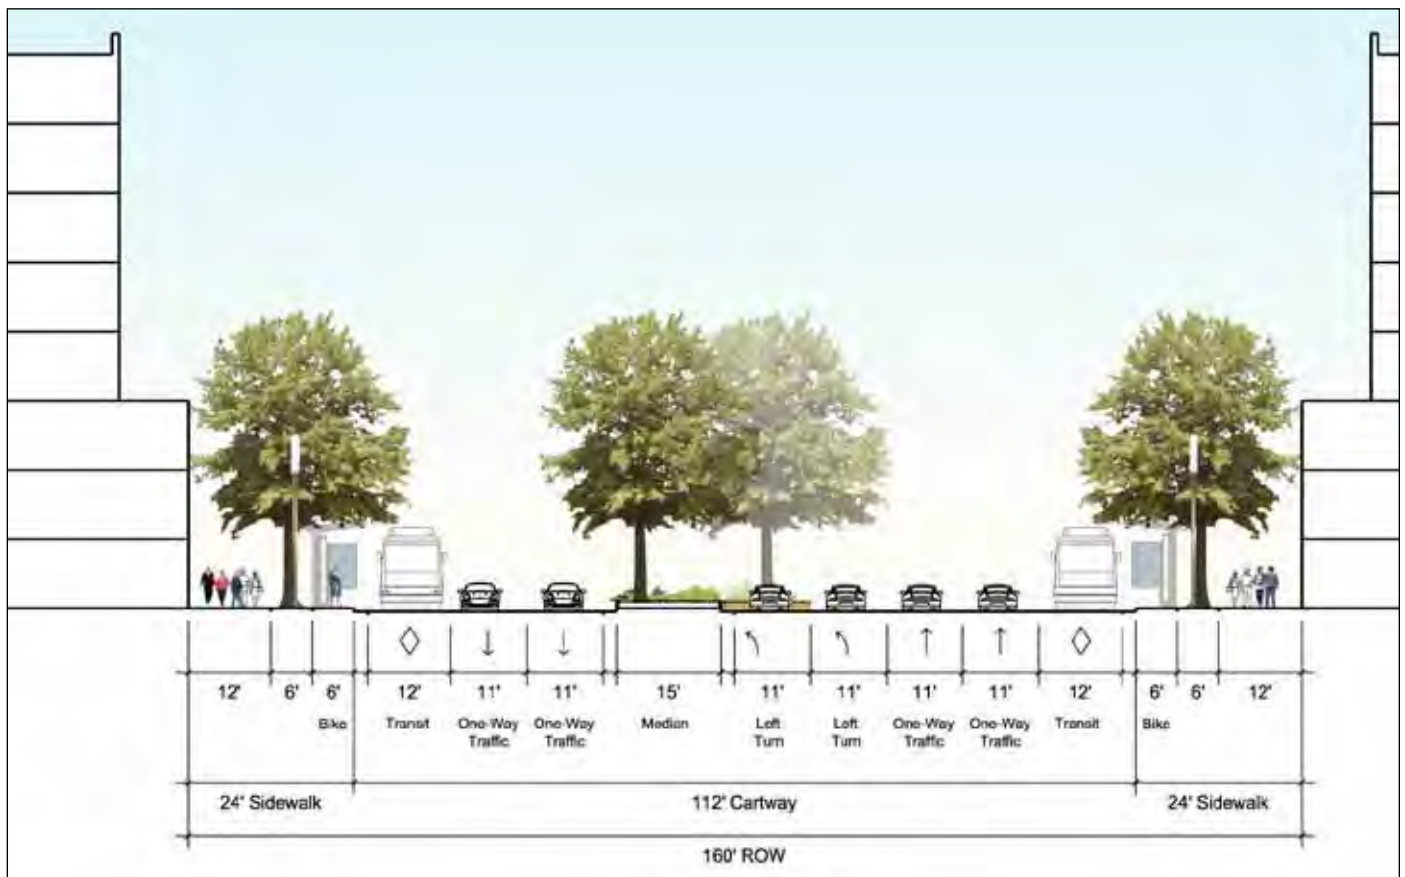 12' 6' 6' 12' 11' 11' 15' 11' 11' 11' 11' 12' 6' 6' 12'
Bike Transit One-Way One-Way Median Left Left One-Way One-Way Transit Bike
Traffic Traffic Turn Turn Traffic Traffic
24' Sidewalk 112' Cartway 24' Sidewalk
160' ROW